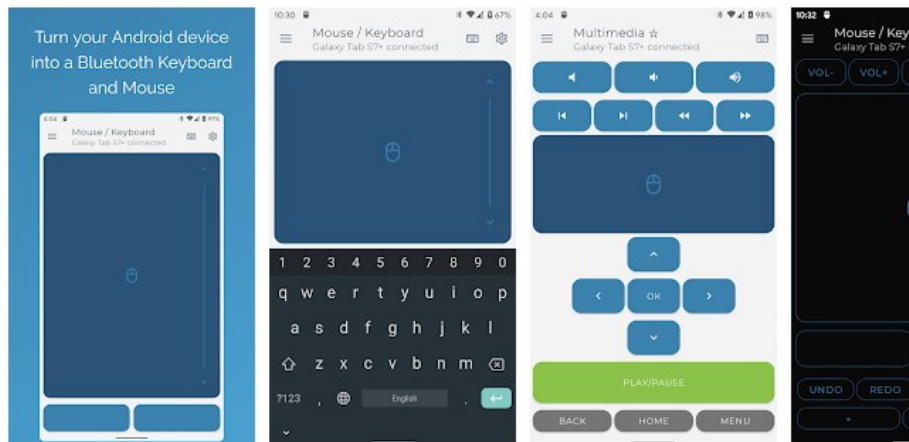 Turn your Android device
into a Bluetooth Keyboard
and Mouse
4:04
97%
Mouse / Keyboard
Galaxy Tab S7+ connected
10:30
67%
Mouse / Keyboard
Galaxy Tab S7+ connected
1 2 3 4 5 6 7 8 9 0
q w e r t y u i o p
a s d f g h j k l
z x c v b n m
?123 , English .
4:04
98%
Multimedia ☆
Galaxy Tab S7+ connected
OK
PLAY/PAUSE
BACK HOME MENU
10:32
Mouse / Key
Galaxy Tab S7+
VOL- VOL+
UNDO REDO